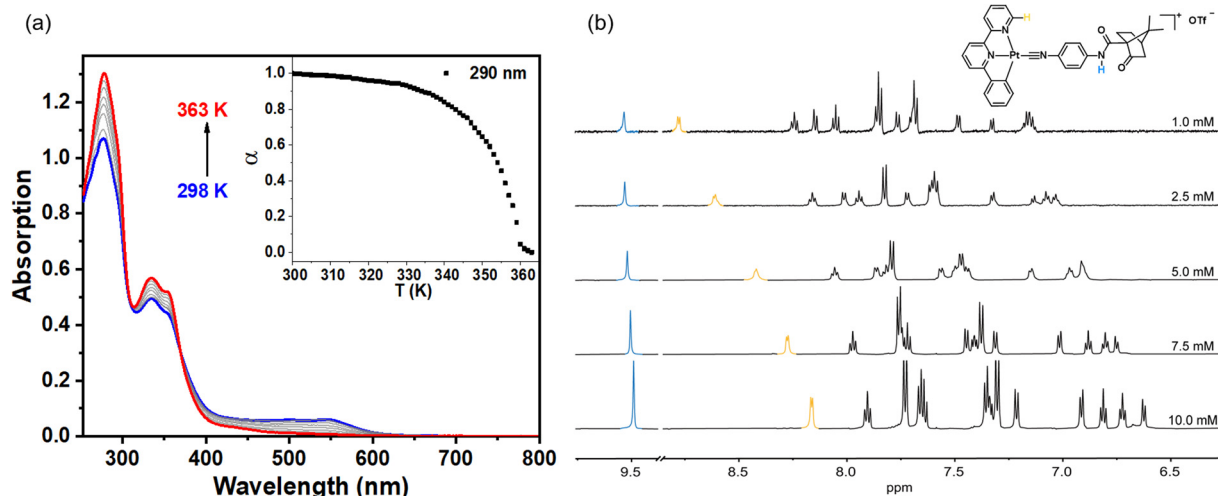 (a)
Absorption
1.2
1.0
0.8
0.6
0.4
0.2
0.0
300
400
500
600
700
800
Wavelength (nm)
363 K
298 K
290 nm
α
1.0
0.8
0.6
0.4
0.2
0.0
300
320
330
340
350
360
T (K)
(b)
H
N
N
Pt
≡N
O
N
H
O
+
OTf−
1.0 mM
2.5 mM
5.0 mM
7.5 mM
10.0 mM
9.5
8.5
8.0
7.5
7.0
6.5
ppm